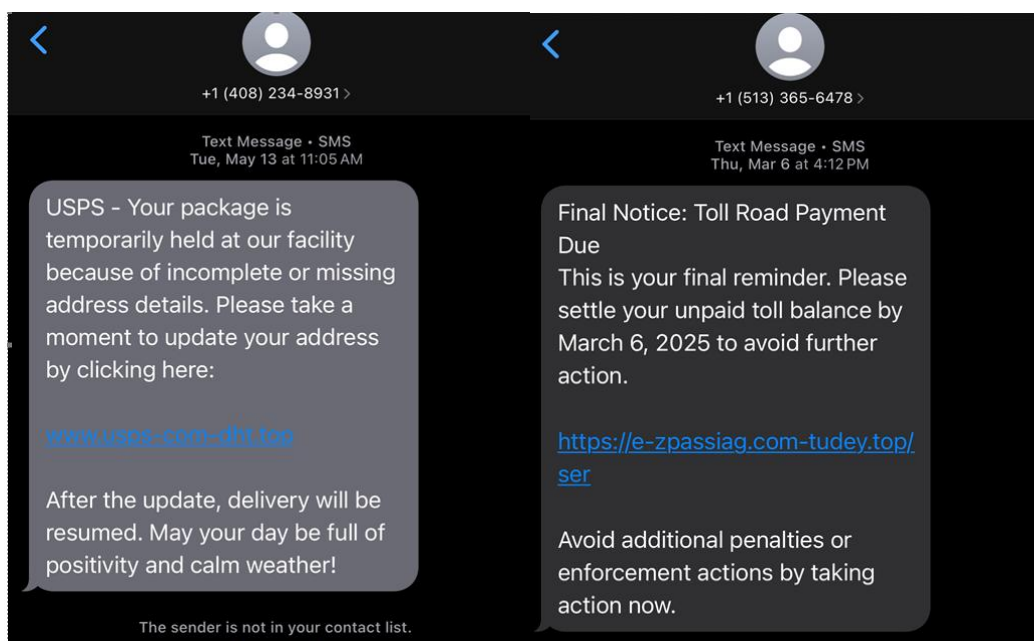 +1 (408) 234-8931 >
Text Message • SMS
Tue, May 13 at 11:05 AM
USPS - Your package is
temporarily held at our facility
because of incomplete or missing
address details. Please take a
moment to update your address
by clicking here:
www.usps-com-dht.top
After the update, delivery will be
resumed. May your day be full of
positivity and calm weather!
The sender is not in your contact list.
+1 (513) 365-6478 >
Text Message • SMS
Thu, Mar 6 at 4:12 PM
Final Notice: Toll Road Payment
Due
This is your final reminder. Please
settle your unpaid toll balance by
March 6, 2025 to avoid further
action.
https://e-zpassiag.com-tudey.top/
ser
Avoid additional penalties or
enforcement actions by taking
action now.